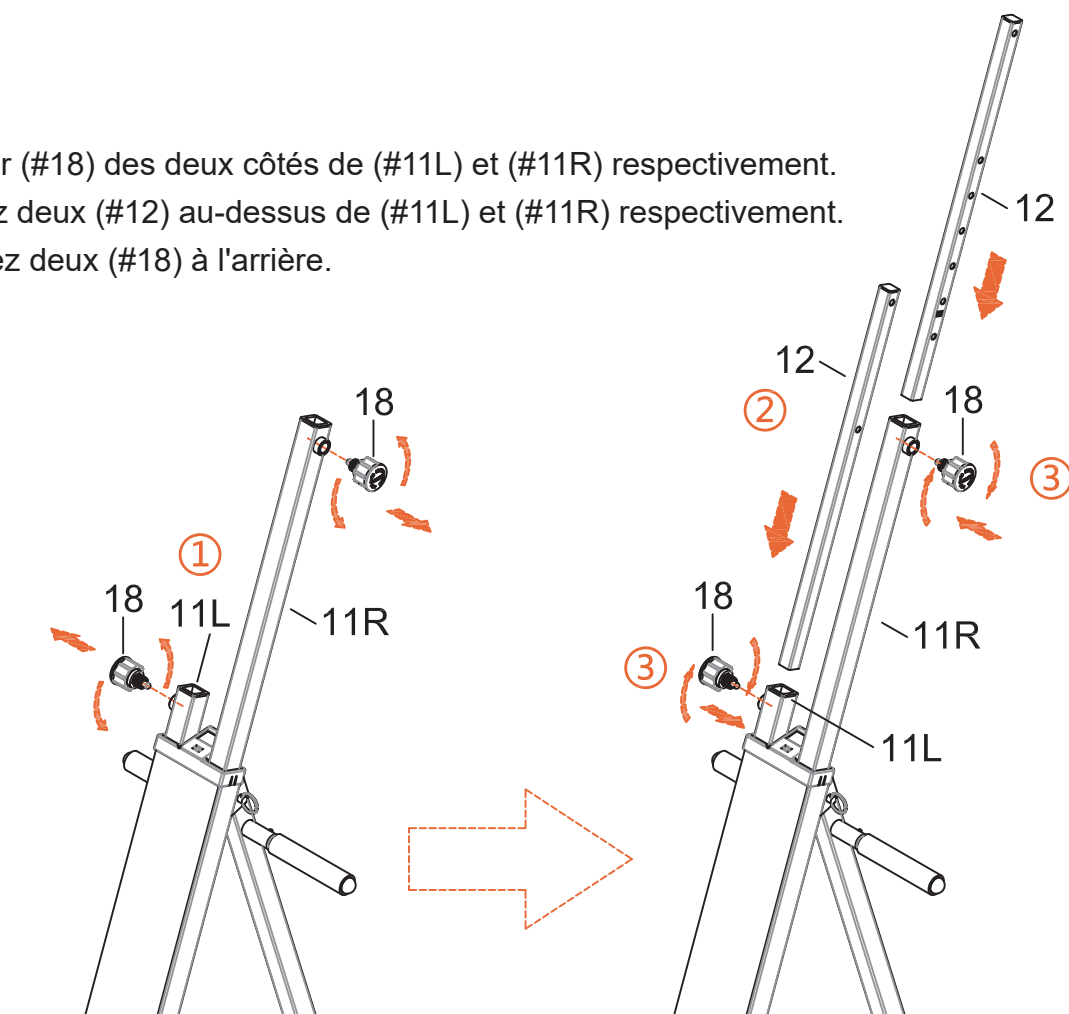 r (#18) des deux côtés de (#11L) et (#11R) respectivement.
z deux (#12) au-dessus de (#11L) et (#11R) respectivement.
ez deux (#18) à l'arrière.
12
12
②
18
18
③
①
18
11L
11R
18
11R
③
11L